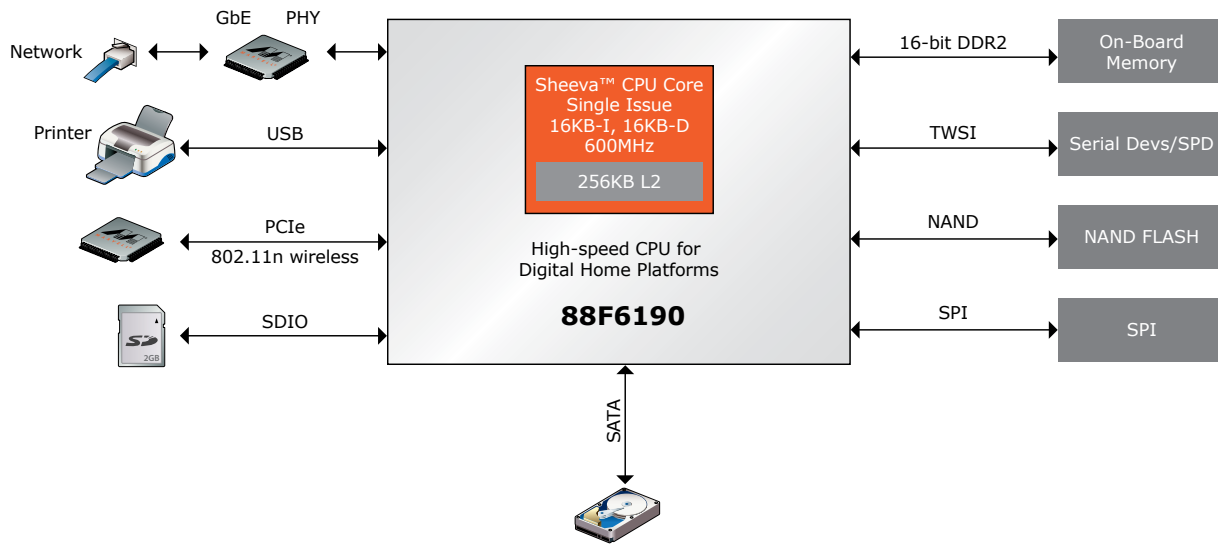 GbE PHY
Network
Printer
USB
PCIe
802.11n wireless
SDIO
2GB
Sheeva™ CPU Core
Single Issue
16KB-I, 16KB-D
600MHz
256KB L2
High-speed CPU for
Digital Home Platforms
88F6190
16-bit DDR2
On-Board
Memory
TWSI
Serial Devs/SPD
NAND
NAND FLASH
SPI
SPI
SATA